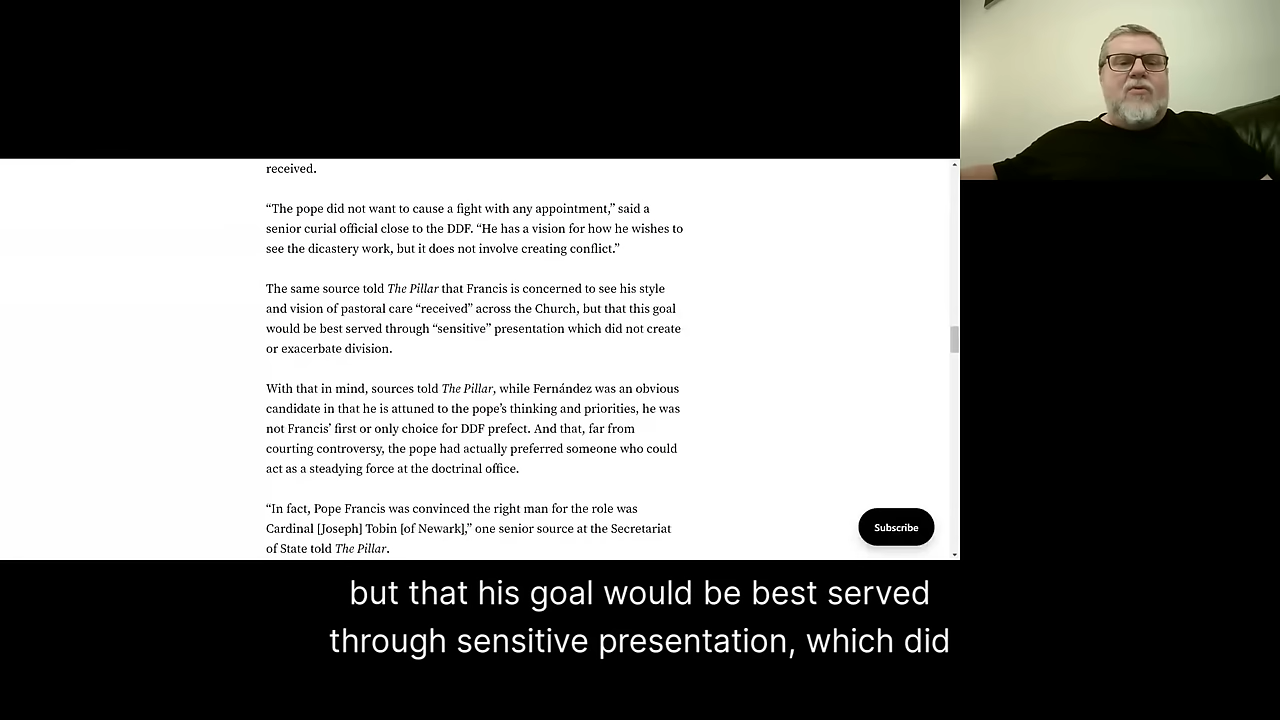 received.
“The pope did not want to cause a fight with any appointment,” said a
senior curial official close to the DDF. “He has a vision for how he wishes to
see the dicastery work, but it does not involve creating conflict.”
The same source told The Pillar that Francis is concerned to see his style
and vision of pastoral care “received” across the Church, but that this goal
would be best served through “sensitive” presentation which did not create
or exacerbate division.
With that in mind, sources told The Pillar, while Fernández was an obvious
candidate in that he is attuned to the pope’s thinking and priorities, he was
not Francis’ first or only choice for DDF prefect. And that, far from
courting controversy, the pope had actually preferred someone who could
act as a steadying force at the doctrinal office.
“In fact, Pope Francis was convinced the right man for the role was
Cardinal [Joseph] Tobin [of Newark],” one senior source at the Secretariat
of State told The Pillar.
Subscribe
but that his goal would be best served
through sensitive presentation, which did